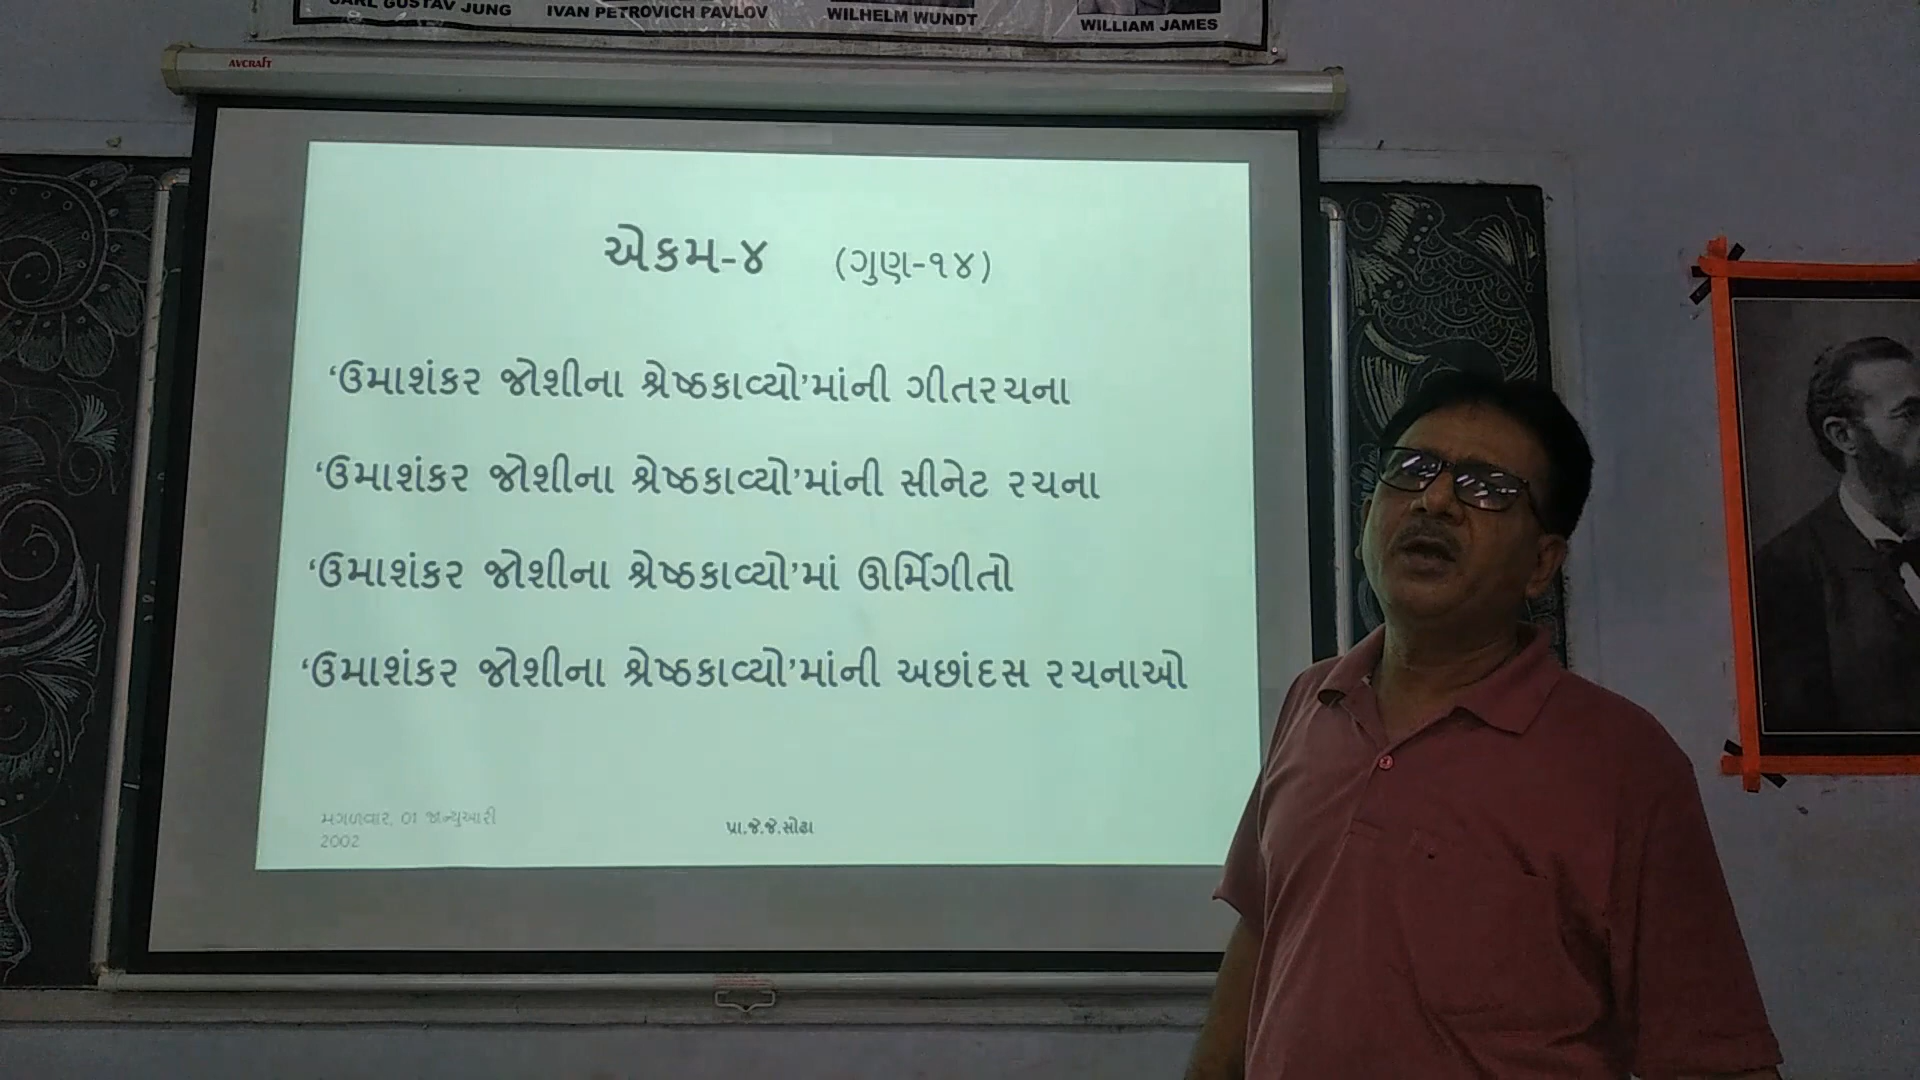 CARL GUSTAV JUNG
IVAN PETROVICH PAVLOV
WILHELM WUNDT
WILLIAM JAMES
AVCRAFT
એકમ-૪ (ગુણ-૧૪)
‘ઉમાશંકર જોશીના શ્રેષ્ઠકાવ્યો’માંની ગીતરચના
‘ઉમાશંકર જોશીના શ્રેષ્ઠકાવ્યો’માંની સીનેટ રચના
‘ઉમાશંકર જોશીના શ્રેષ્ઠકાવ્યો’માં ઊર્મિગીતો
‘ઉમાશંકર જોશીના શ્રેષ્ઠકાવ્યો’માંની અછાંદસ રચનાઓ
મગળવાર, 01 જાન્યુઆરી
2002
પ્રા.જે.જે.સોઢા